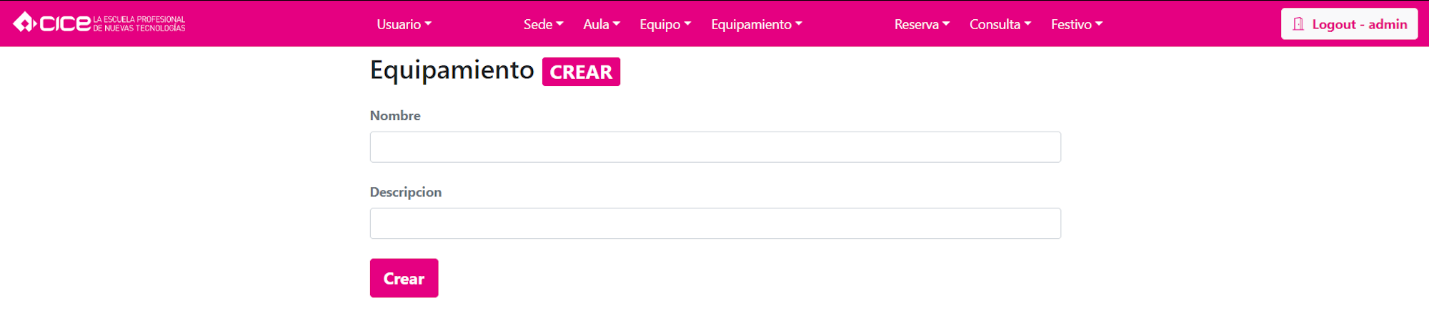 CICE LA ESCUELA PROFESIONAL
DE NUEVAS TECNOLOGÍAS
Usuario Sede Aula Equipo Equipamiento Reserva Consulta Festivo Logout - admin
Equipamiento CREAR
Nombre
Descripcion
Crear